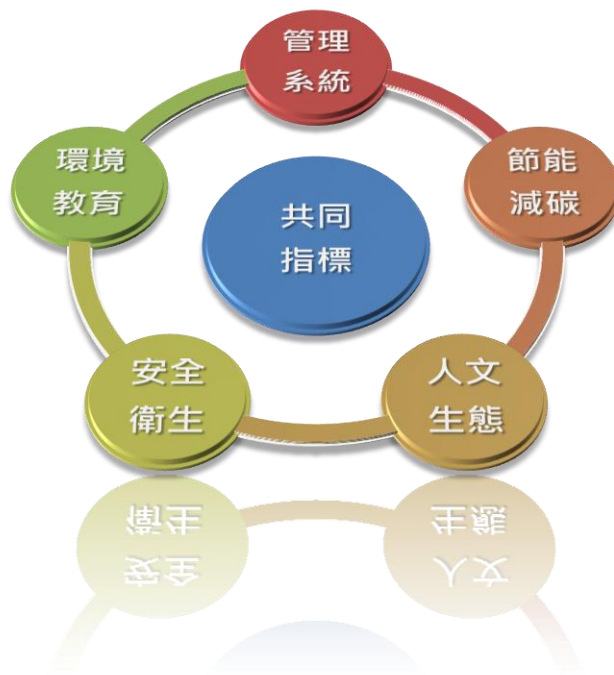 管理
系統
環境
教育
節能
減碳
共同
指標
安全
衛生
人文
生態